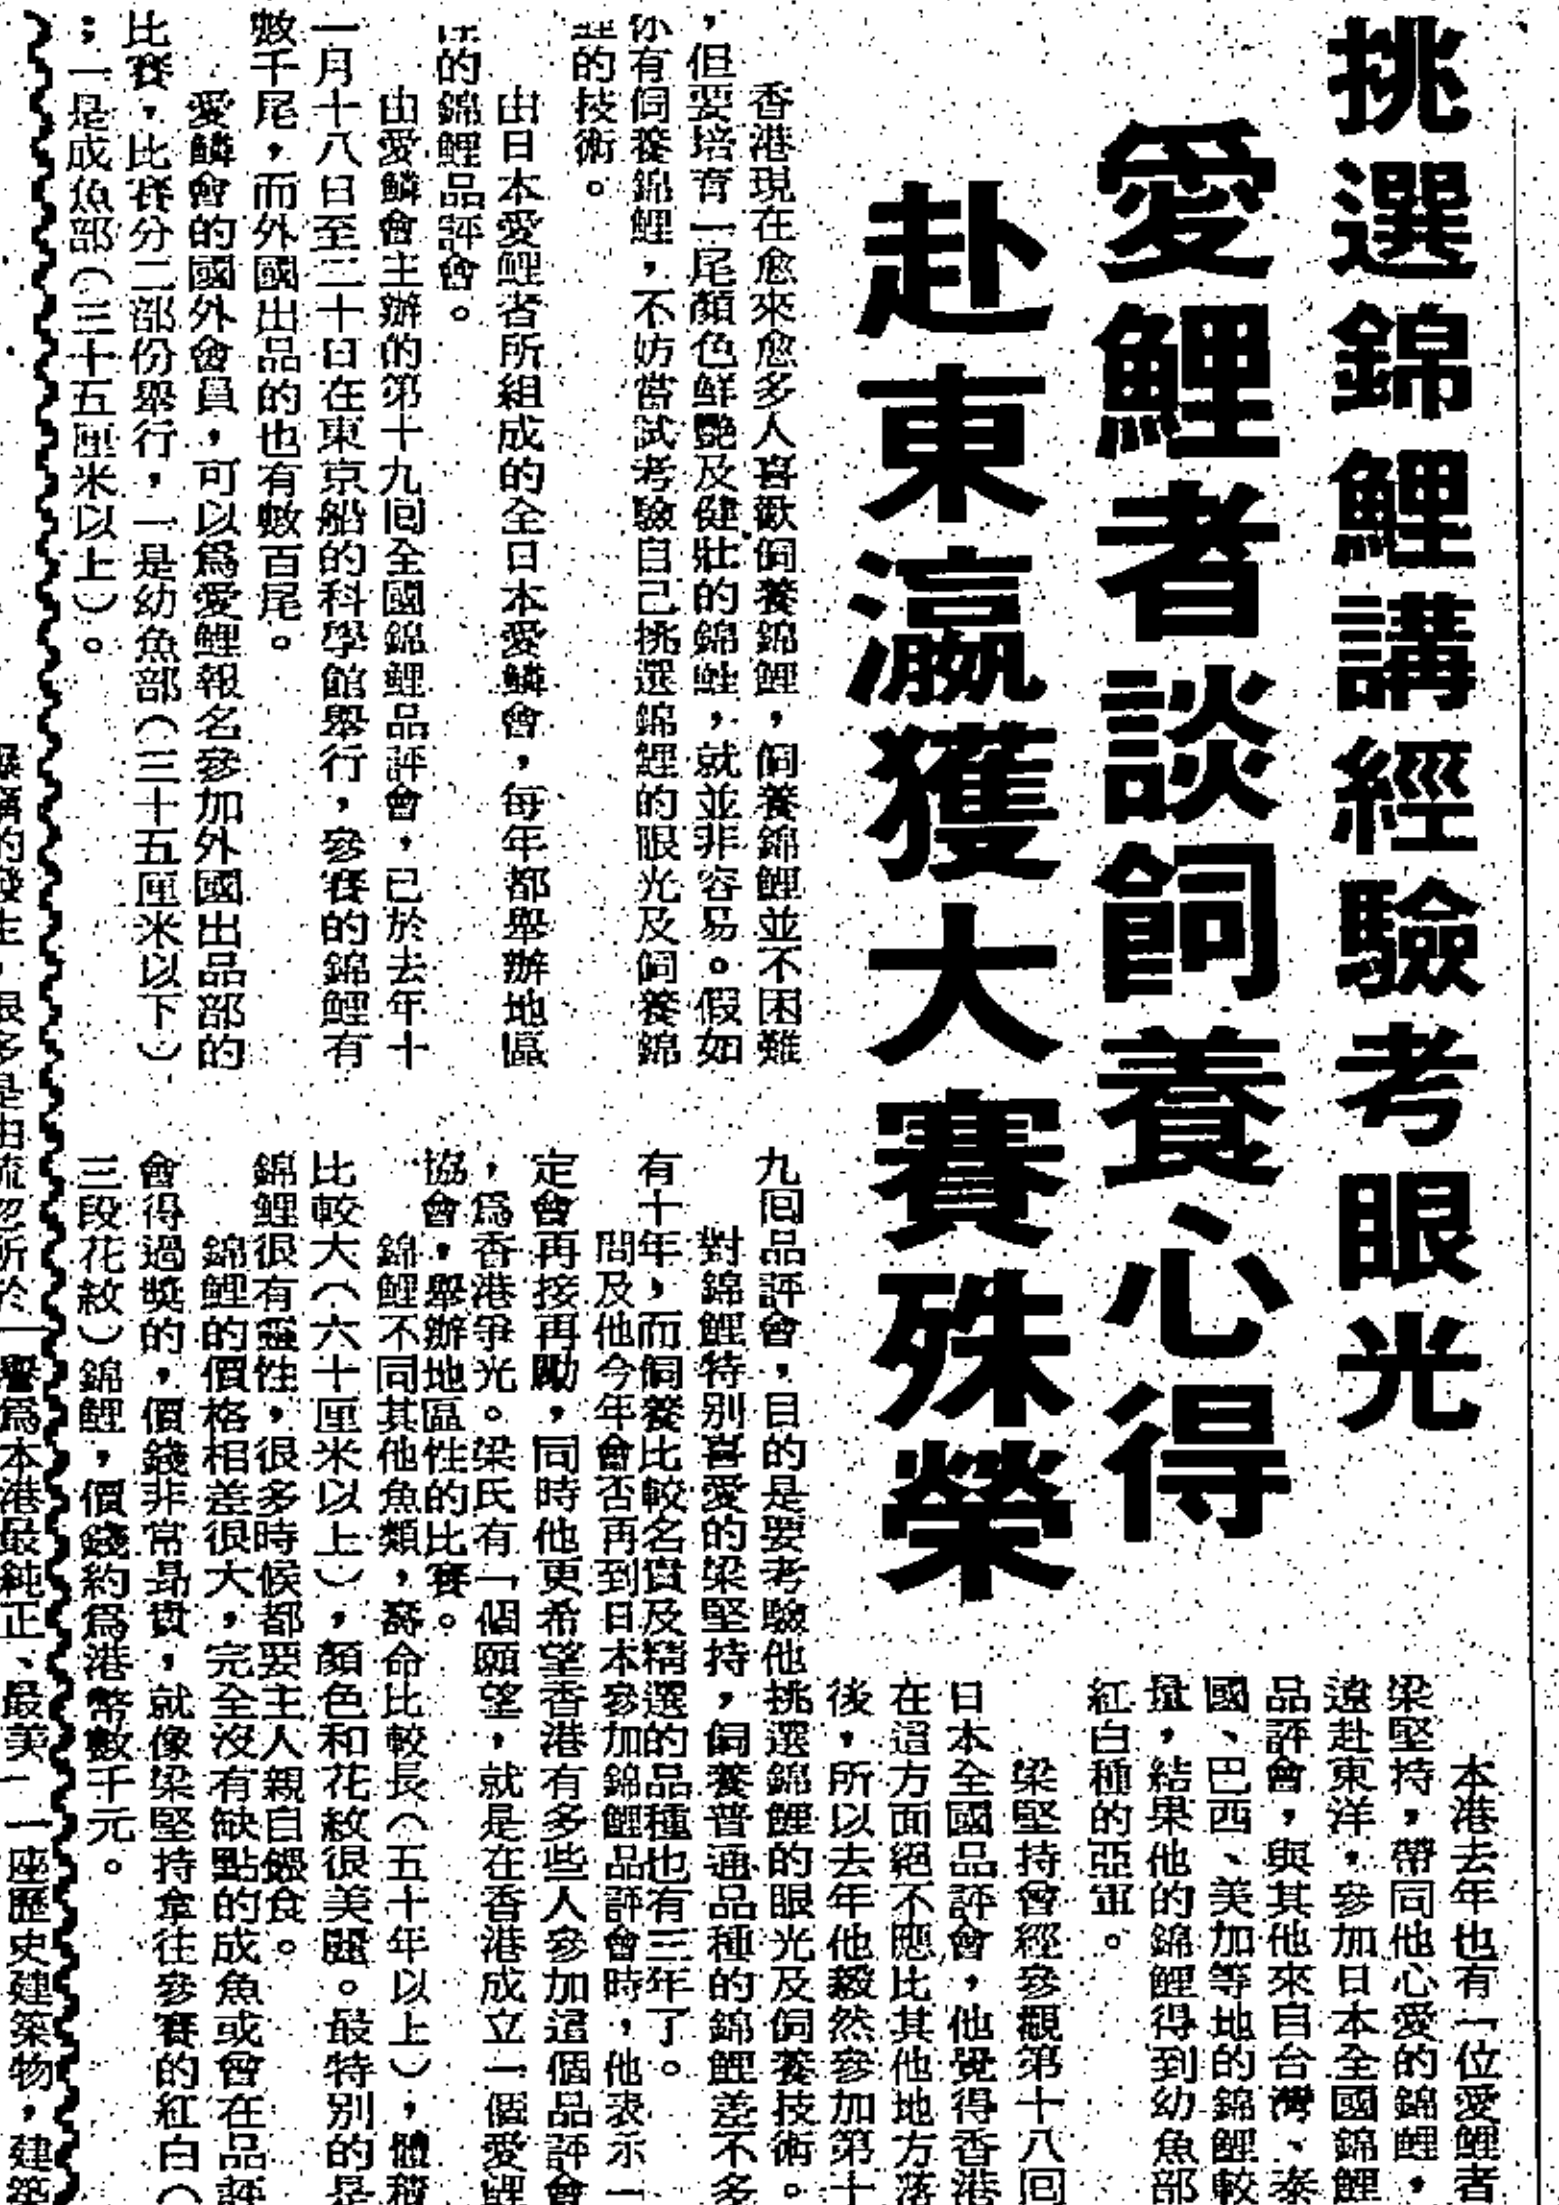 挑選錦鯉講經驗考眼光
愛鯉者談飼養心得
赴東瀛獲大賽殊榮
香港現在愈來愈多人喜歡飼養錦鯉，飼養錦鯉並不困難
，但要培育一尾顏色鮮艷及健壯的錦鯉，就並非容易。假如
你有飼養錦鯉，不妨嘗試考驗自己挑選錦鯉的眼光及飼養錦
鯉的技術。
由日本愛鯉者所組成的全日本愛鱗會，每年都舉辦地區
性的錦鯉品評會。
由愛鱗會主辦的第十九回全國錦鯉品評會，已於去年十
一月十八日至二十日在東京船的科學館舉行，參賽的錦鯉有
數千尾，而外國出品的也有數百尾。
愛鱗會的國外會員，可以爲愛鯉報名參加外國出品部的
比賽，比賽分二部份舉行，一是幼魚部（三十五厘米以下）
；一是成魚部（三十五厘米以上）。
本港去年也有一位愛鯉者
梁堅持，帶同他心愛的錦鯉，
遠赴東洋，參加日本全國錦鯉
品評會，與其他來自台灣、泰
國、巴西、美加等地的錦鯉較
量，結果他的錦鯉得到幼魚部
紅白種的亞軍。
梁堅持曾經參觀第十八回
日本全國品評會，他覺得香港
在這方面絕不應比其他地方落
後，所以去年他毅然參加第十
九回品評會，目的是要考驗他挑選錦鯉的眼光及飼養技術。
對錦鯉特別喜愛的梁堅持，飼養普通品種的錦鯉差不多
有十年，而飼養比較名貴及精選的品種也有三年了。
問及他今年會否再到日本參加錦鯉品評會時，他表示一
定會再接再勵，同時他更希望香港有多些人參加這個品評會
，爲香港爭光。梁氏有一個願望，就是在香港成立一個愛鯉
協會，舉辦地區性的比賽。
錦鯉不同其他魚類，壽命比較長（五十年以上），體積
比較大（六十厘米以上），顏色和花紋很美麗。最特別的是
錦鯉很有靈性，很多時候都要主人親自餵食。
錦鯉的價格相差很大，完全沒有缺點的成魚或曾在品評
會得過獎的，價錢非常昂貴，就像梁堅持拿往參賽的紅白（
三段花紋）錦鯉，價錢約爲港幣數千元。
的發生，很多是由疏忽所於
譽爲本港最純正、最美
一座歷史建築物，建築